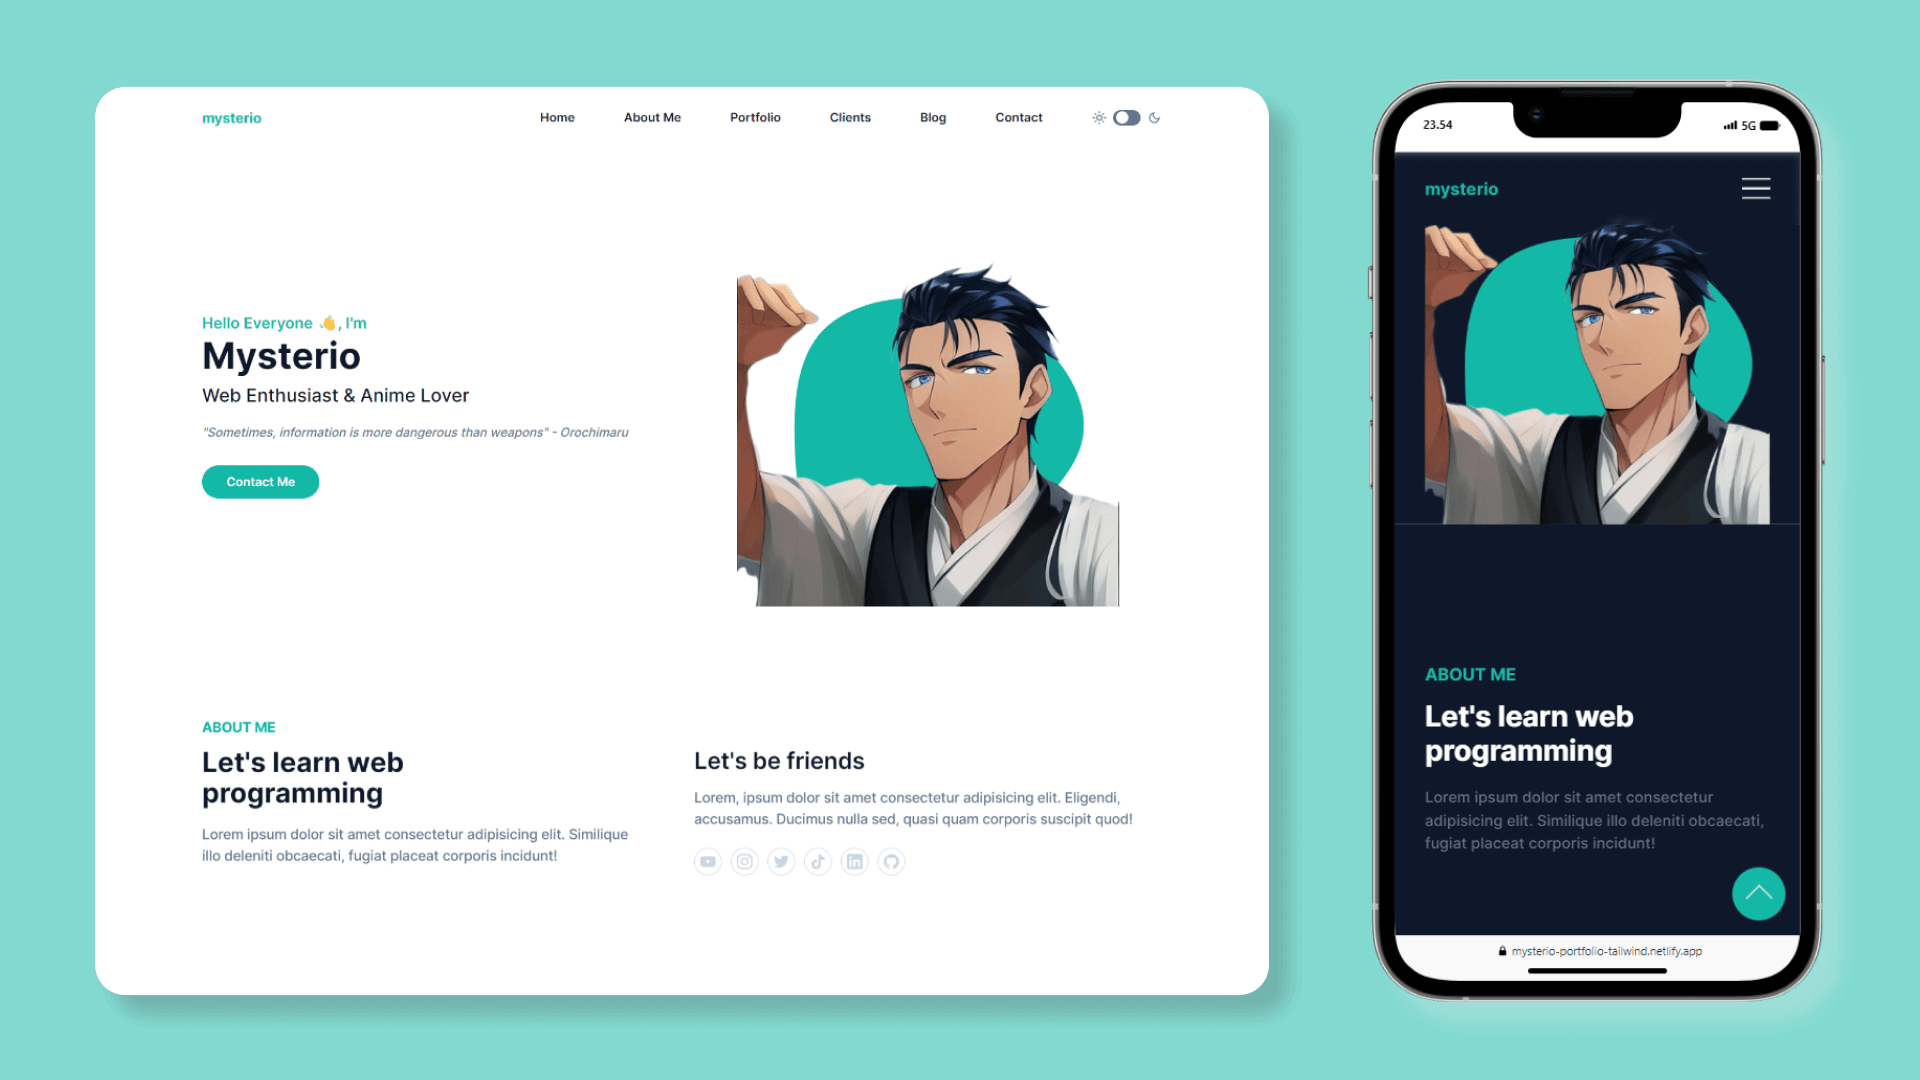 mysterio
Home About Me Portfolio Clients Blog Contact
Hello Everyone 👋, I'm
Mysterio
Web Enthusiast & Anime Lover
"Sometimes, information is more dangerous than weapons" - Orochimaru
Contact Me
ABOUT ME
Let's learn web
programming
Lorem ipsum dolor sit amet consectetur adipisicing elit. Similique
illo deleniti obcaecati, fugiat placeat corporis incidunt!
Let's be friends
Lorem, ipsum dolor sit amet consectetur adipisicing elit. Eligendi,
accusamus. Ducimus nulla sed, quasi quam corporis suscipit quod!
23.54 5G
mysterio
ABOUT ME
Let's learn web
programming
Lorem ipsum dolor sit amet consectetur
adipisicing elit. Similique illo deleniti obcaecati,
fugiat placeat corporis incidunt!
mysterio-portfolio-tailwind.netlify.app